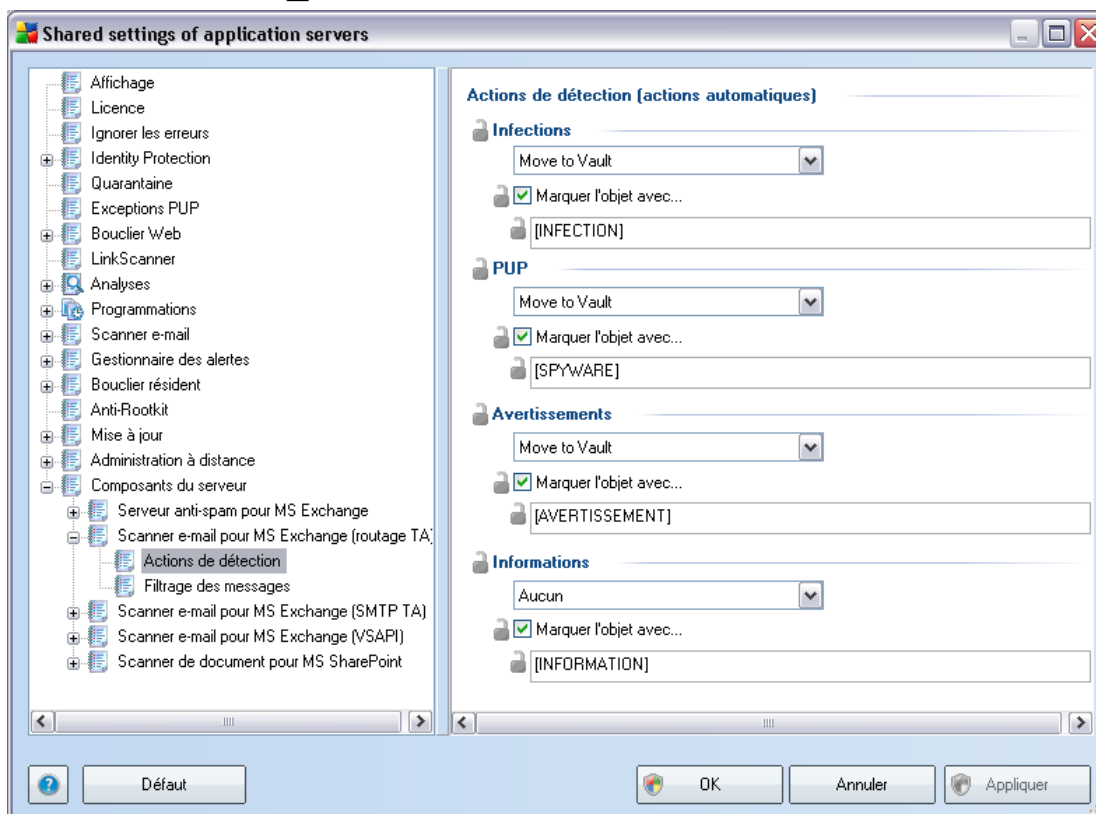 Shared settings of application servers
Affichage
Licence
Ignorer les erreurs
Identity Protection
Quarantaine
Exceptions PUP
Bouclier Web
LinkScanner
Analyses
Programmations
Scanner e-mail
Gestionnaire des alertes
Bouclier résident
Anti-Rootkit
Mise à jour
Administration à distance
Composants du serveur
Serveur anti-spam pour MS Exchange
Scanner e-mail pour MS Exchange (routage TA)
Actions de détection
Filtrage des messages
Scanner e-mail pour MS Exchange (SMTP TA)
Scanner e-mail pour MS Exchange (VSAPI)
Scanner de document pour MS SharePoint
Actions de détection (actions automatiques)
Infections
Move to Vault
Marquer l'objet avec...
[INFECTION]
PUP
Move to Vault
Marquer l'objet avec...
[SPYWARE]
Avertissements
Move to Vault
Marquer l'objet avec...
[AVERTISSEMENT]
Informations
Aucun
Marquer l'objet avec...
[INFORMATION]
Défaut
OK
Annuler
Appliquer